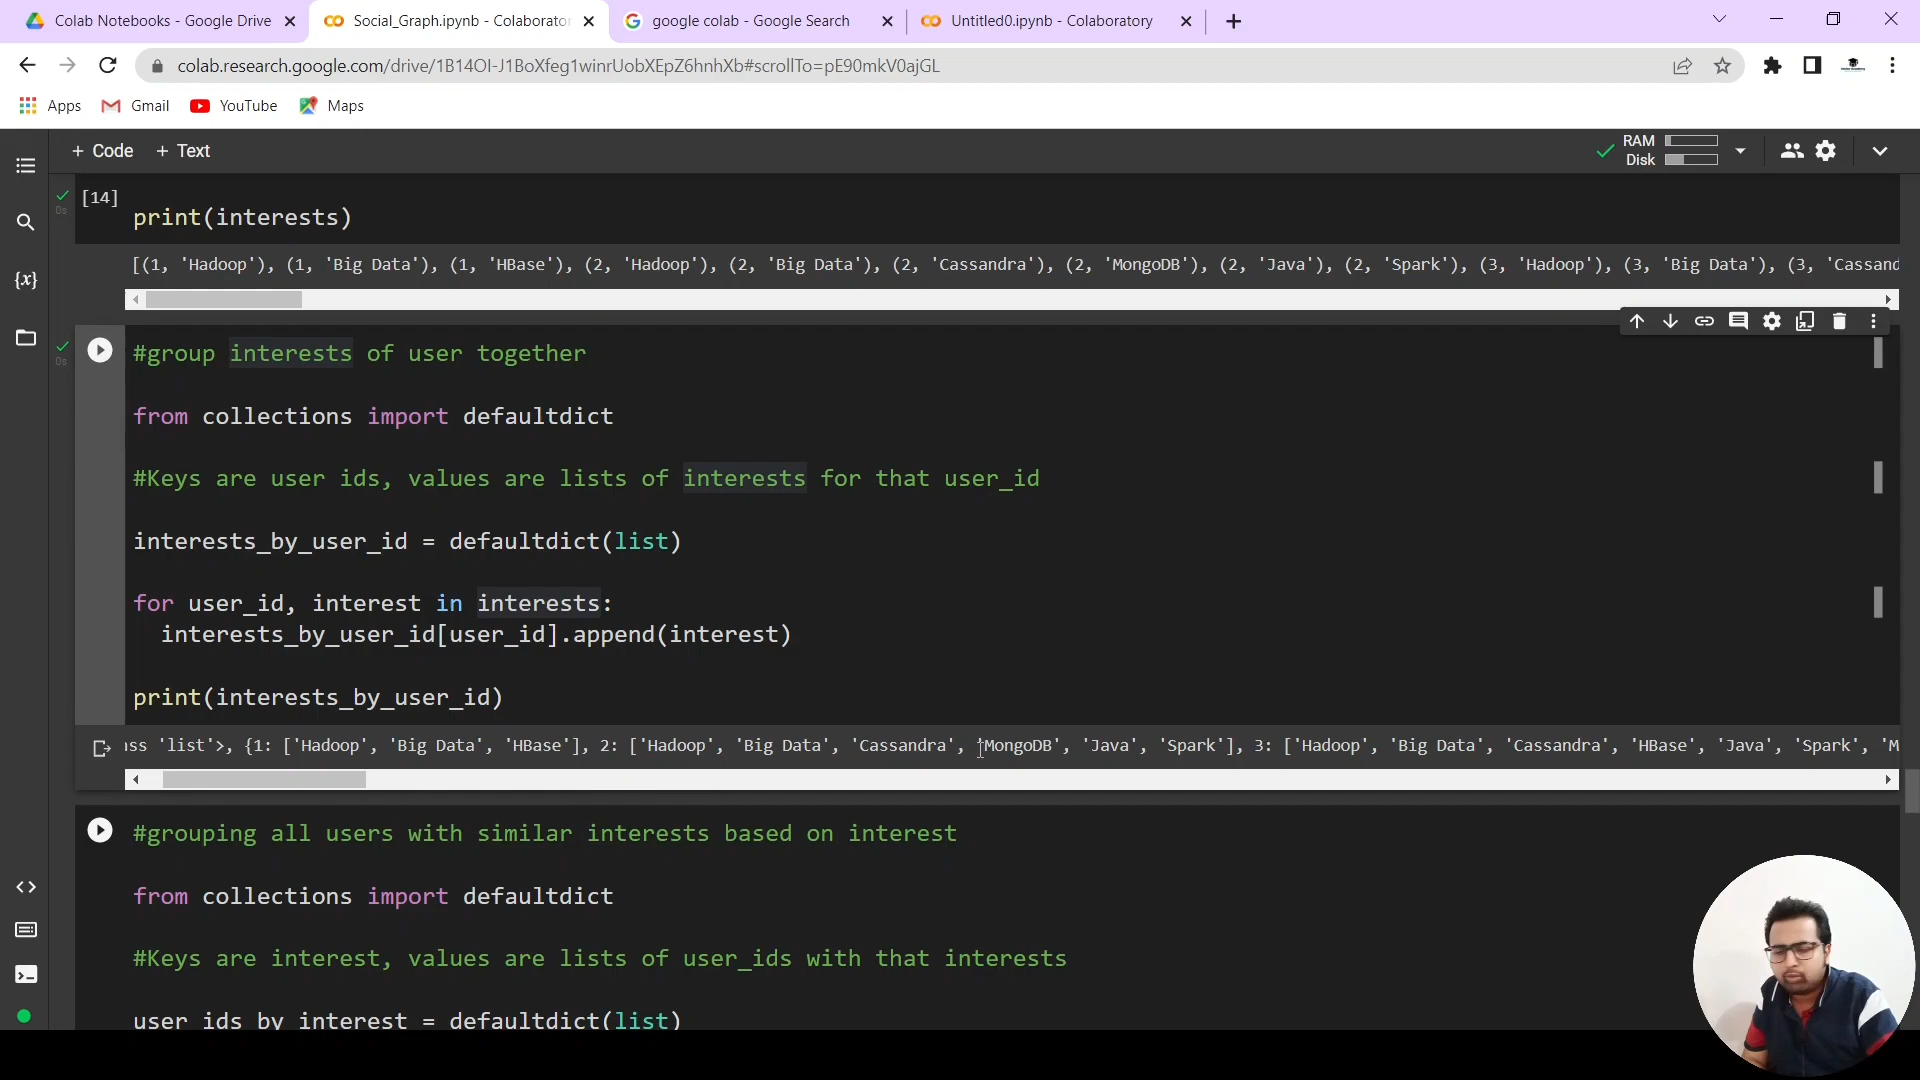 Colab Notebooks - Google Drive
Social_Graph.ipynb - Colaborator
google colab - Google Search
Untitled0.ipynb - Colaboratory
colab.research.google.com/drive/1B14OI-J1BoXfeg1winrUobXEpZ6hnhXb#scrollTo=pE90mkV0ajGL
Apps Gmail YouTube Maps
+ Code + Text
RAM
Disk
[14]
0s
print(interests)
[(1, 'Hadoop'), (1, 'Big Data'), (1, 'HBase'), (2, 'Hadoop'), (2, 'Big Data'), (2, 'Cassandra'), (2, 'MongoDB'), (2, 'Java'), (2, 'Spark'), (3, 'Hadoop'), (3, 'Big Data'), (3, 'Cassand
{x}
0s
#group interests of user together
from collections import defaultdict
#Keys are user ids, values are lists of interests for that user_id
interests_by_user_id = defaultdict(list)
for user_id, interest in interests:
interests_by_user_id[user_id].append(interest)
print(interests_by_user_id)
ass 'list'>, {1: ['Hadoop', 'Big Data', 'HBase'], 2: ['Hadoop', 'Big Data', 'Cassandra', 'MongoDB', 'Java', 'Spark'], 3: ['Hadoop', 'Big Data', 'Cassandra', 'HBase', 'Java', 'Spark', 'M
#grouping all users with similar interests based on interest
from collections import defaultdict
#Keys are interest, values are lists of user_ids with that interests
user_ids_by_interest = defaultdict(list)